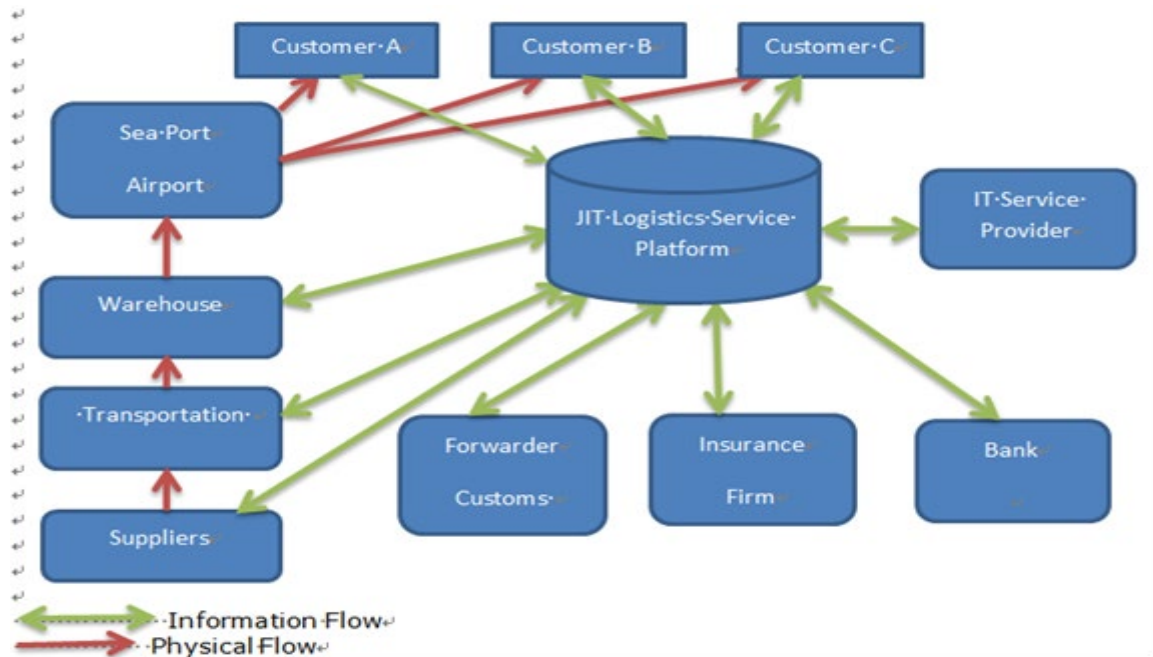 Customer A
Customer B
Customer C
Sea Port
Airport
JIT Logistics Service
Platform
IT Service
Provider
Warehouse
Transportation
Forwarder
Customs
Insurance
Firm
Bank
Suppliers
Information Flow
Physical Flow